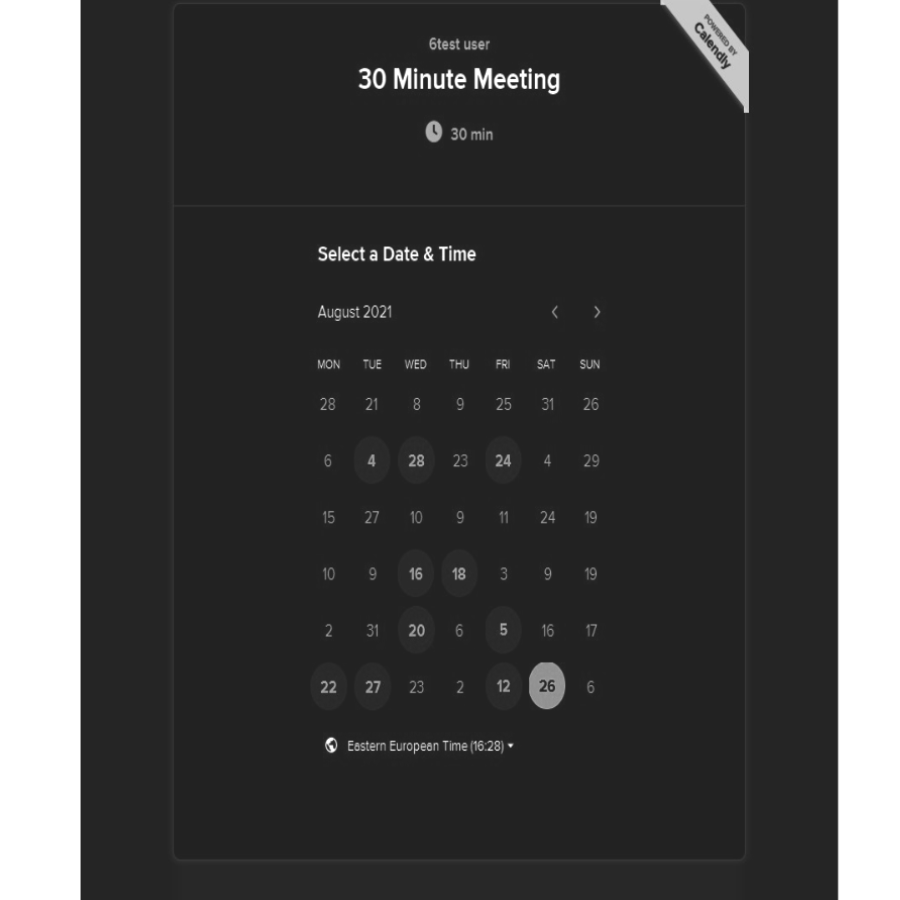 POWERED BY
Calendly
6test user
30 Minute Meeting
30 min
Select a Date & Time
August 2021
MON TUE WED THU FRI SAT SUN
28 21 8 9 25 31 26
6 4 28 23 24 4 29
15 27 10 9 11 24 19
10 9 16 18 3 9 19
2 31 20 6 5 16 17
22 27 23 2 12 26 6
Eastern European Time (16:28)